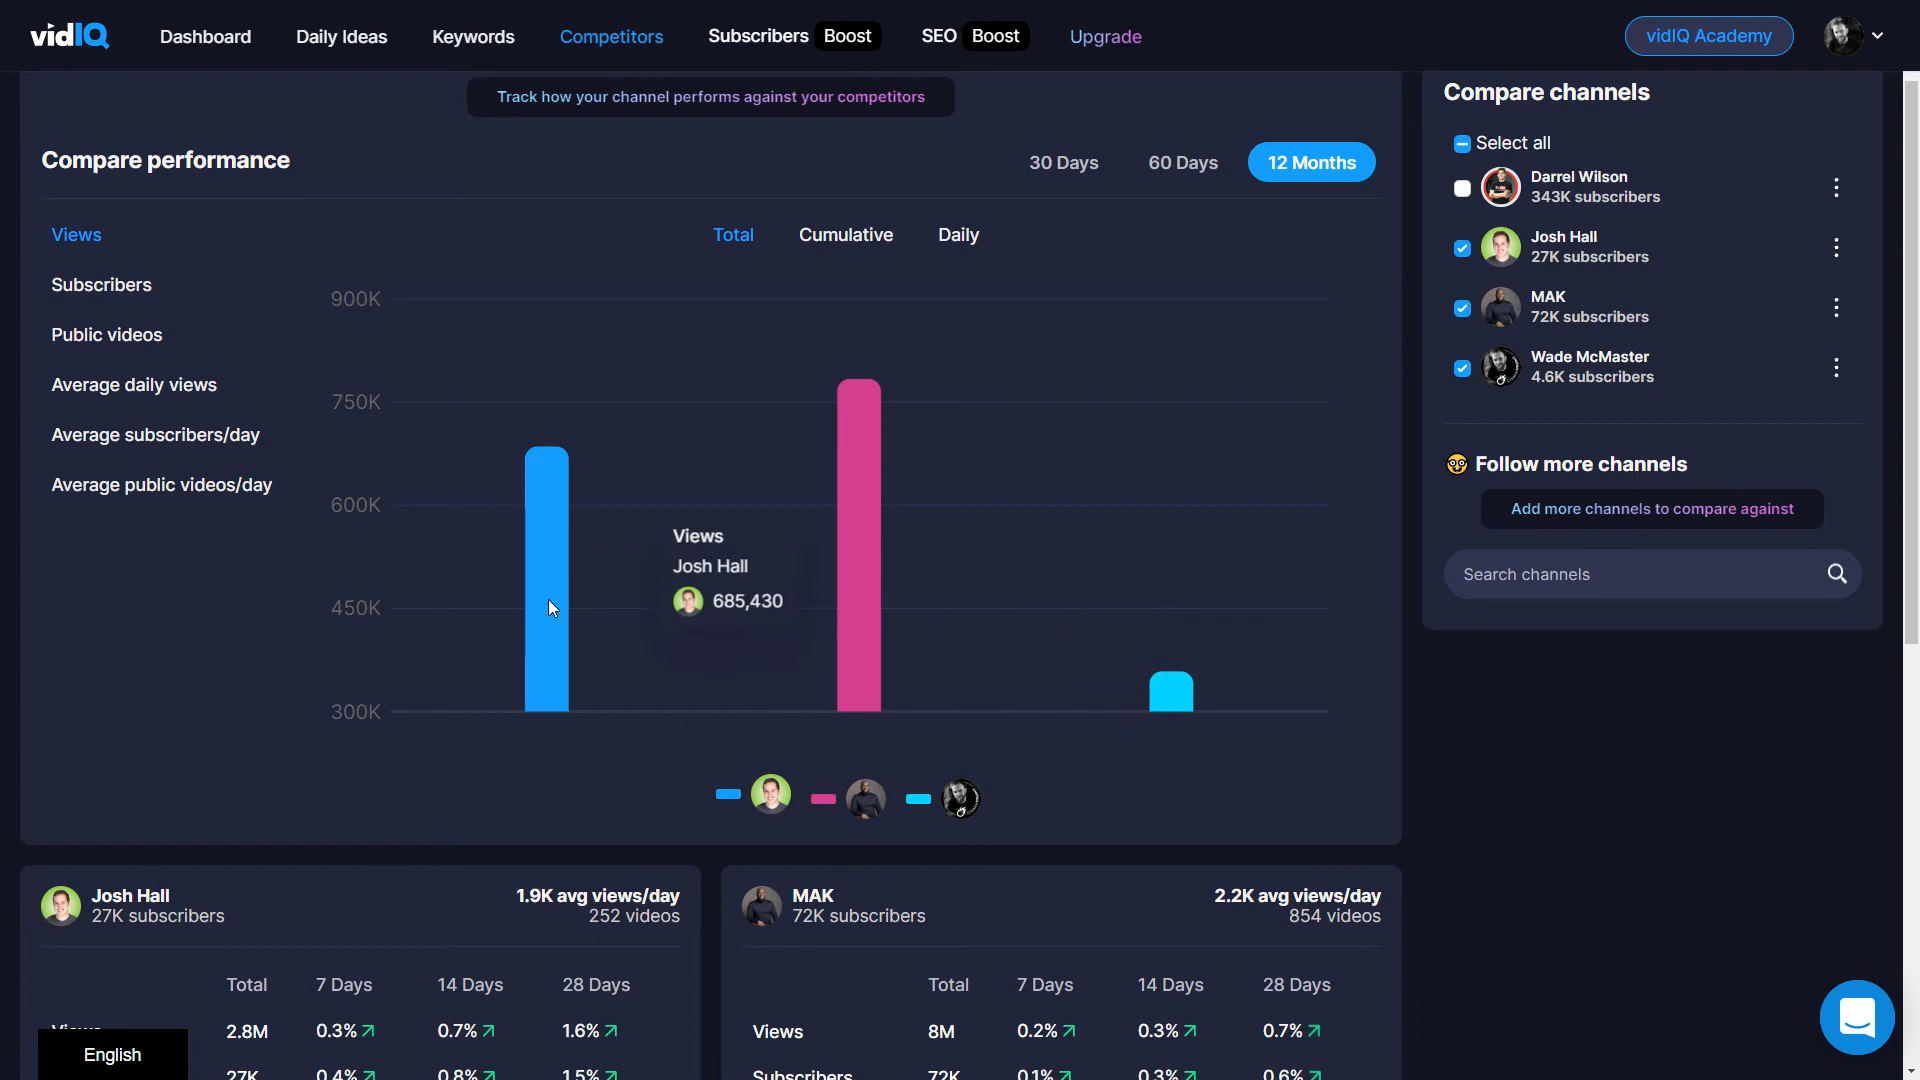 vidIQ
Dashboard
Daily Ideas
Keywords
Competitors
Subscribers Boost
SEO Boost
Upgrade
vidIQ Academy
Track how your channel performs against your competitors
Compare performance
30 Days
60 Days
12 Months
Views
Subscribers
Public videos
Average daily views
Average subscribers/day
Average public videos/day
Total
Cumulative
Daily
900K
750K
600K
450K
300K
Views
Josh Hall
685,430
Compare channels
Select all
Darrel Wilson
343K subscribers
Josh Hall
27K subscribers
MAK
72K subscribers
Wade McMaster
4.6K subscribers
Follow more channels
Add more channels to compare against
Search channels
Josh Hall
27K subscribers
1.9K avg views/day
252 videos
Total 7 Days 14 Days 28 Days
Views 2.8M 0.3% 0.7% 1.6%
27K 0.4% 0.8% 1.5%
MAK
72K subscribers
2.2K avg views/day
854 videos
Total 7 Days 14 Days 28 Days
Views 8M 0.2% 0.3% 0.7%
Subscribers 72K 0.1% 0.3% 0.6%
English